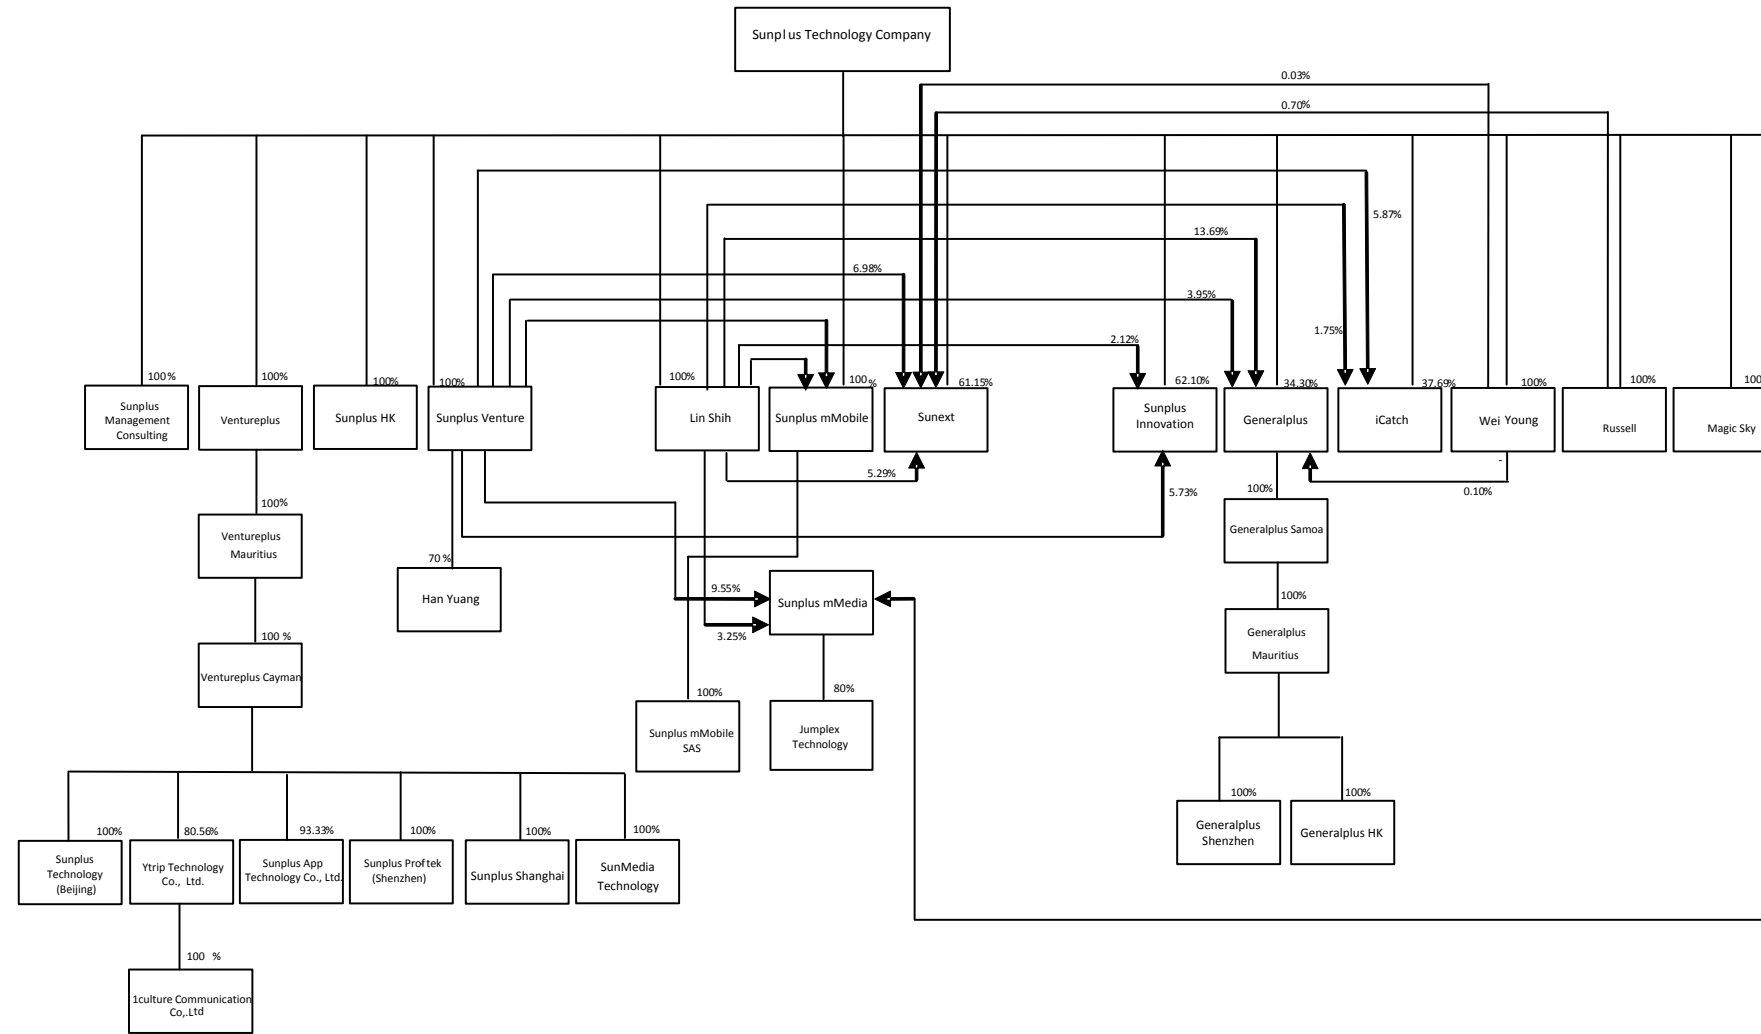 Sunplus Technology Company
0.03%
0.70%
5.87%
13.69%
6.98%
3.95%
1.75%
2.12%
100%
100%
100%
100%
100%
100%
61.15%
62.10%
34.30%
37.69%
100%
100%
100
Sunplus
Management
Consulting
Ventureplus
Sunplus HK
Sunplus Venture
Lin Shih
Sunplus mMobile
Sunext
Sunplus
Innovation
Generalplus
iCatch
Wei Young
Russell
Magic Sky
5.29%
5.73%
100%
0.10%
-
100%
Ventureplus
Mauritius
Generalplus Samoa
70%
Han Yuang
9.55%
3.25%
Sunplus mMedia
100%
Generalplus
Mauritius
100 %
Ventureplus Cayman
100%
Sunplus mMobile
SAS
80%
Jumplex
Technology
100%
Generalplus
Shenzhen
100%
Generalplus HK
100%
80.56%
93.33%
100%
100%
100%
Sunplus
Technology
(Beijing)
Ytrip Technology
Co., Ltd.
Sunplus App
Technology Co., Ltd.
Sunplus Proftek
(Shenzhen)
Sunplus Shanghai
SunMedia
Technology
100 %
1culture Communication
Co,.Ltd